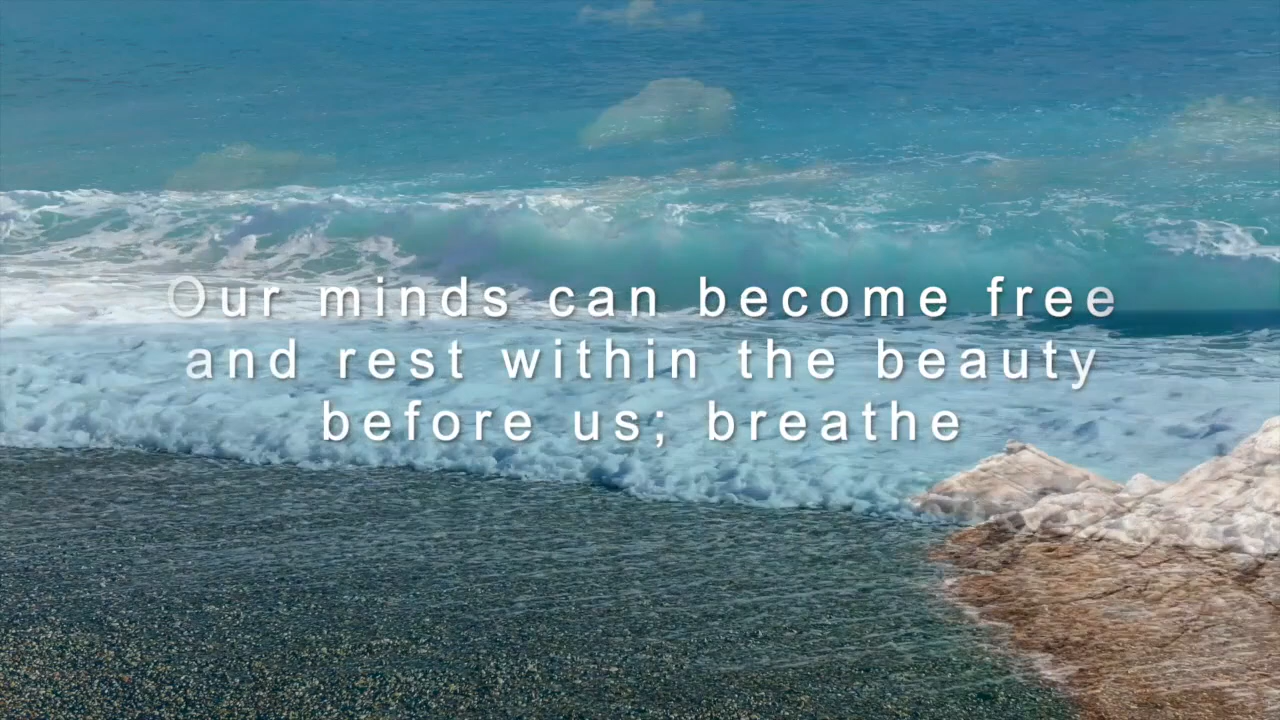 Our minds can become free
and rest within the beauty
before us; breathe